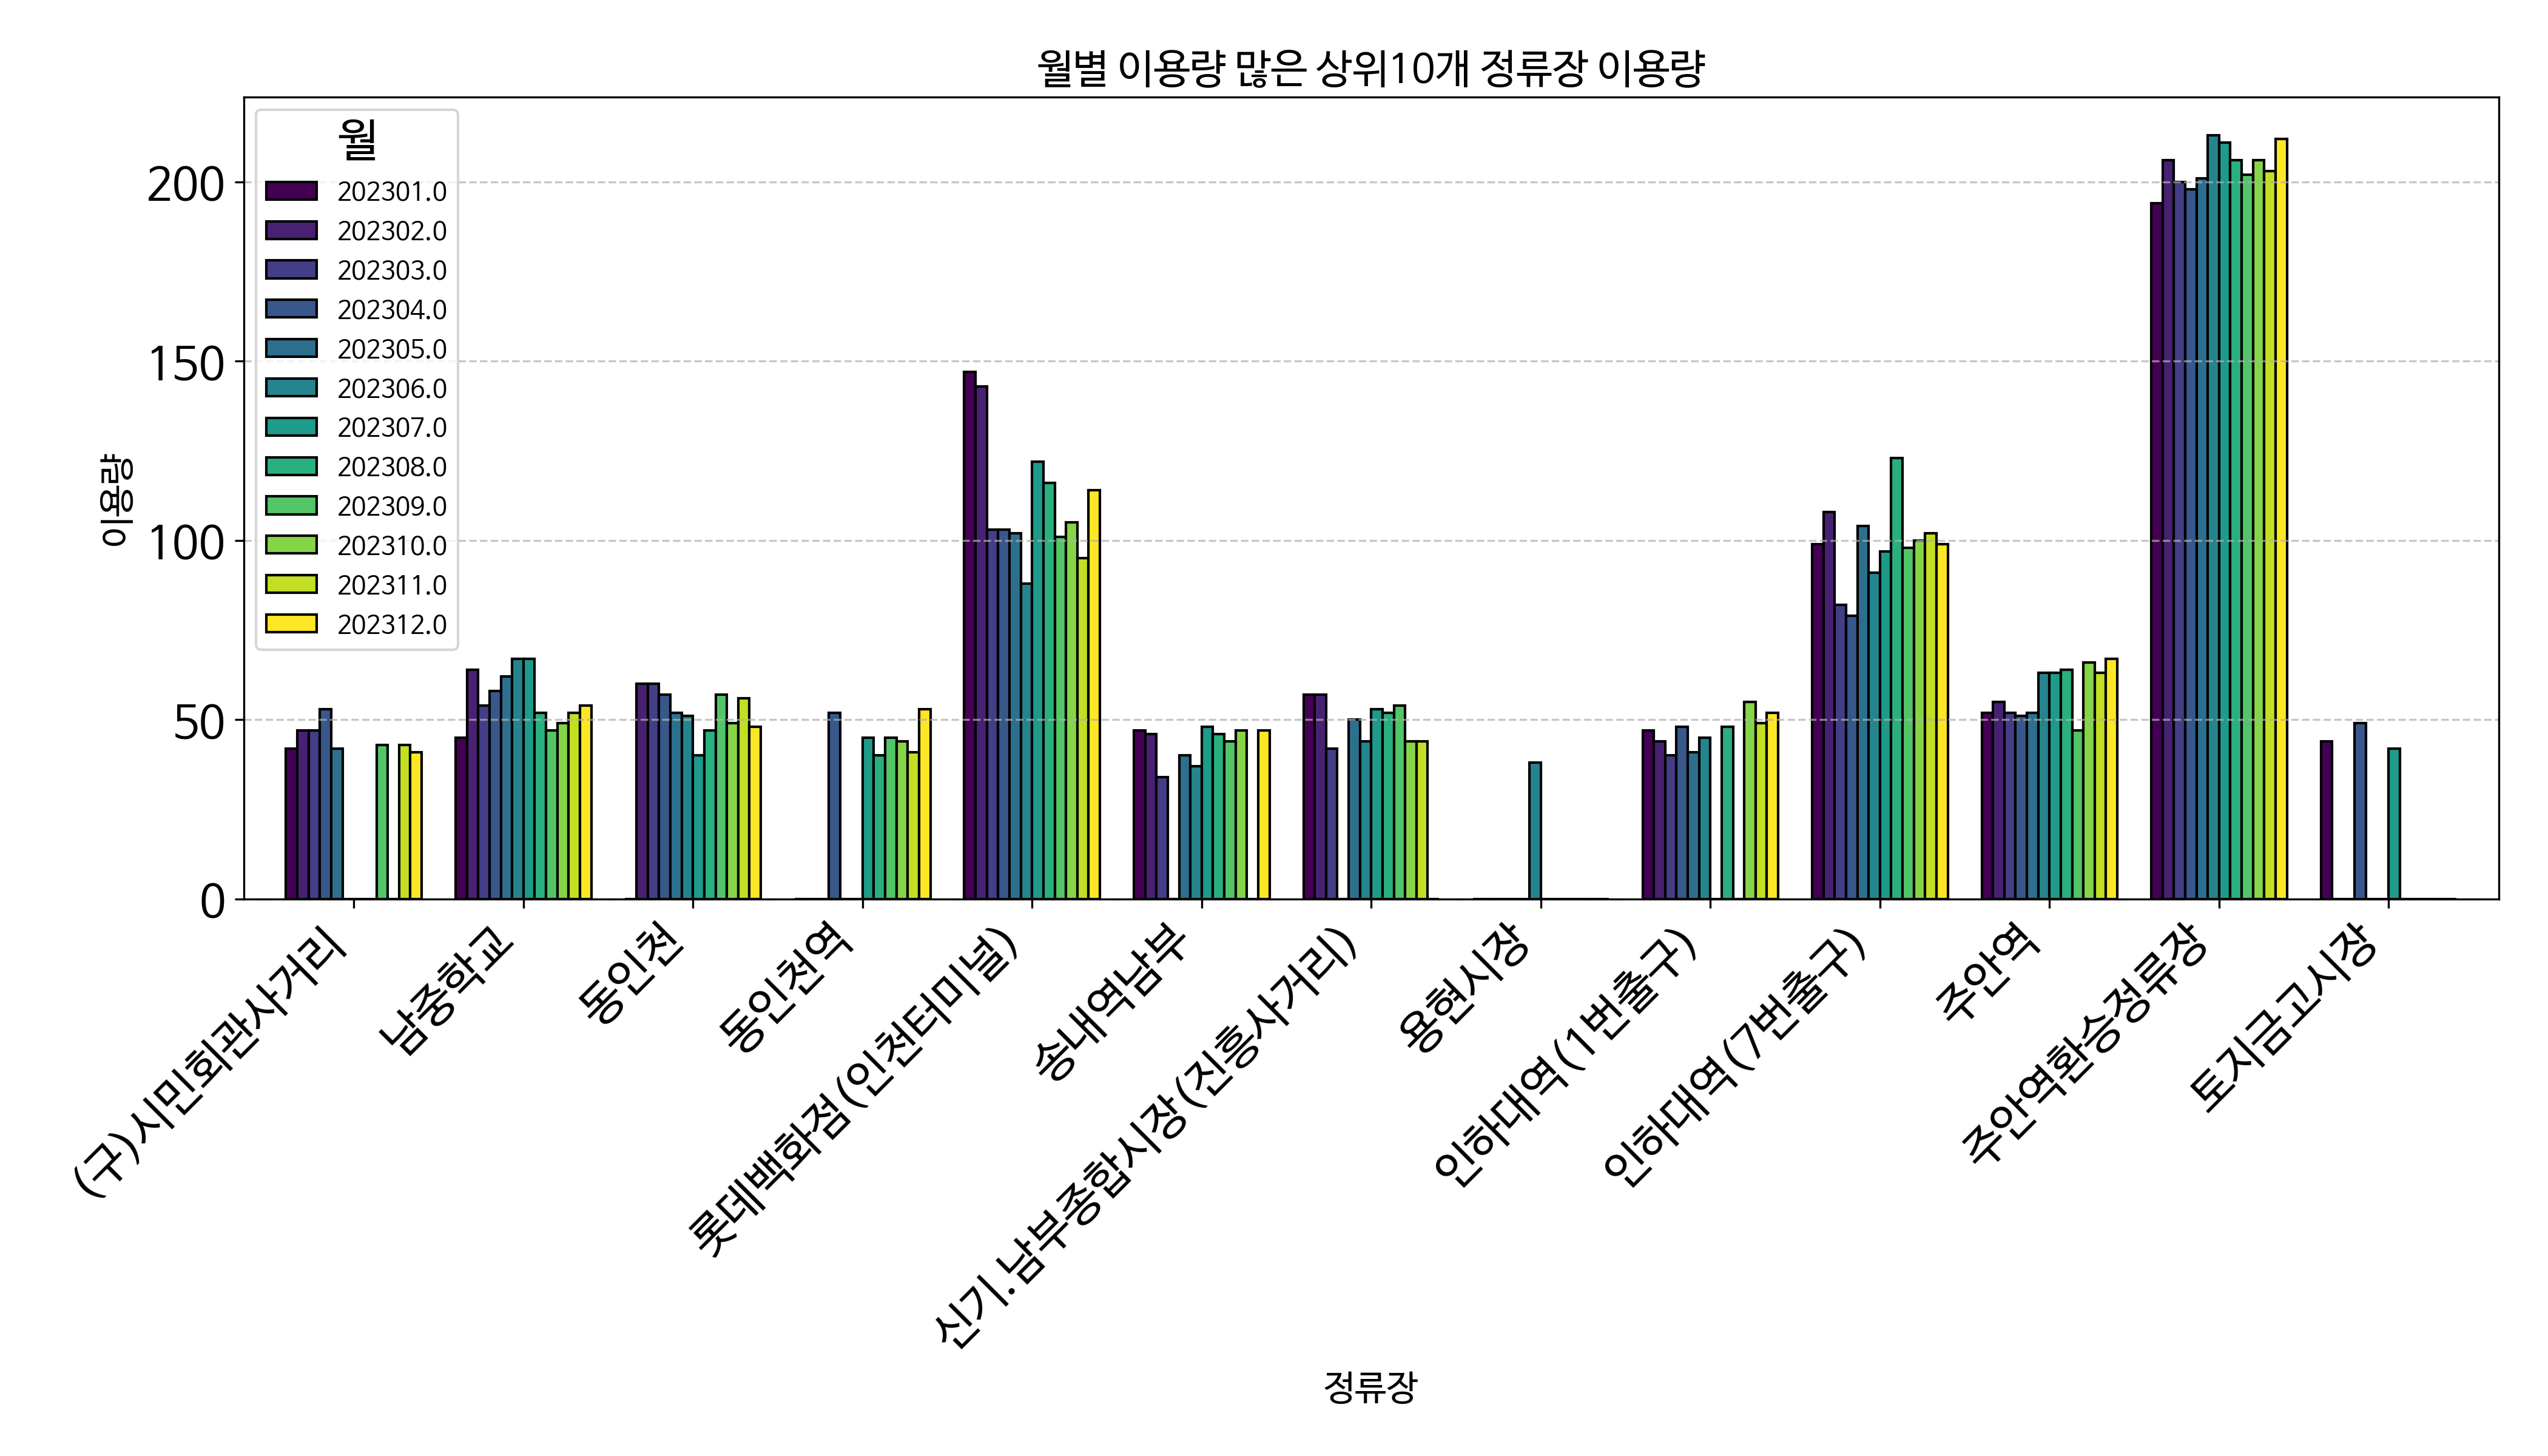 월별 이용량 많은 상위10개 정류장 이용량
월
202301.0
202302.0
202303.0
202304.0
202305.0
202306.0
202307.0
202308.0
202309.0
202310.0
202311.0
202312.0
이용량
200
150
100
50
0
(구)시민회관사거리
남중학교
동인천
동인천역
롯데백화점(인천터미널)
송내역남부
신기.남부종합시장(진흥사거리)
용현시장
인하대역(1번출구)
인하대역(7번출구)
주안역
주안역환승정류장
토지금고시장
정류장